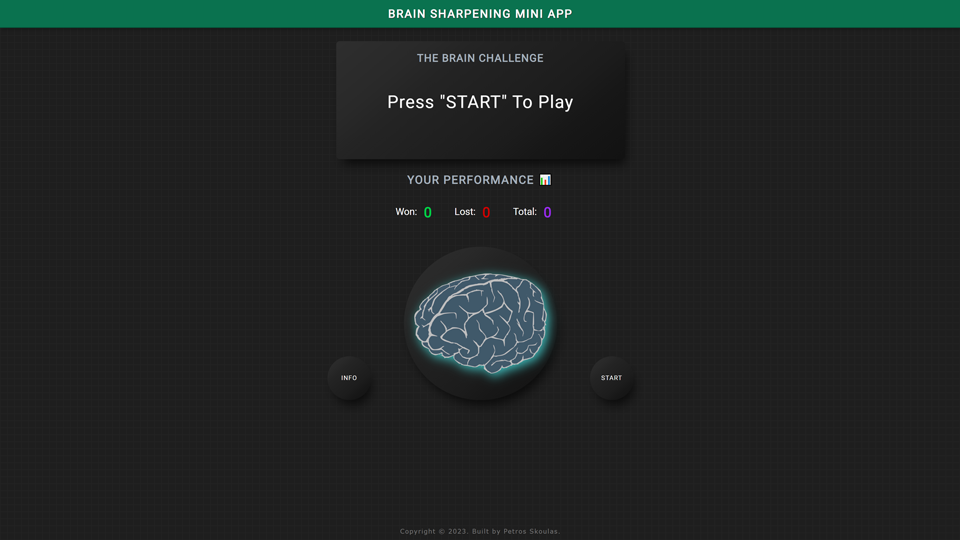 BRAIN SHARPENING MINI APP
THE BRAIN CHALLENGE
Press "START" To Play
YOUR PERFORMANCE 📊
Won: 0 Lost: 0 Total: 0
INFO
START
Copyright © 2023. Built by Petros Skoulas.